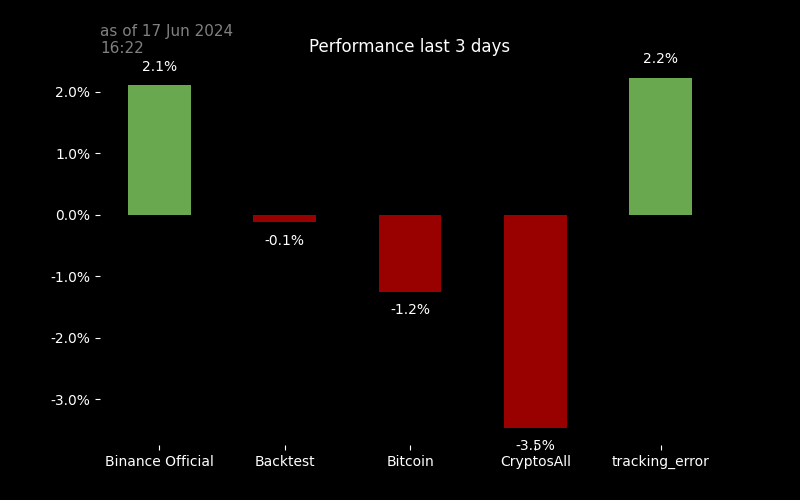 as of 17 Jun 2024
16:22
Performance last 3 days
2.1%
2.2%
2.0%
1.0%
0.0%
-0.1%
-1.0%
-1.2%
-2.0%
-3.0%
-3.5%
Binance Official
Backtest
Bitcoin
CryptosAll
tracking_error